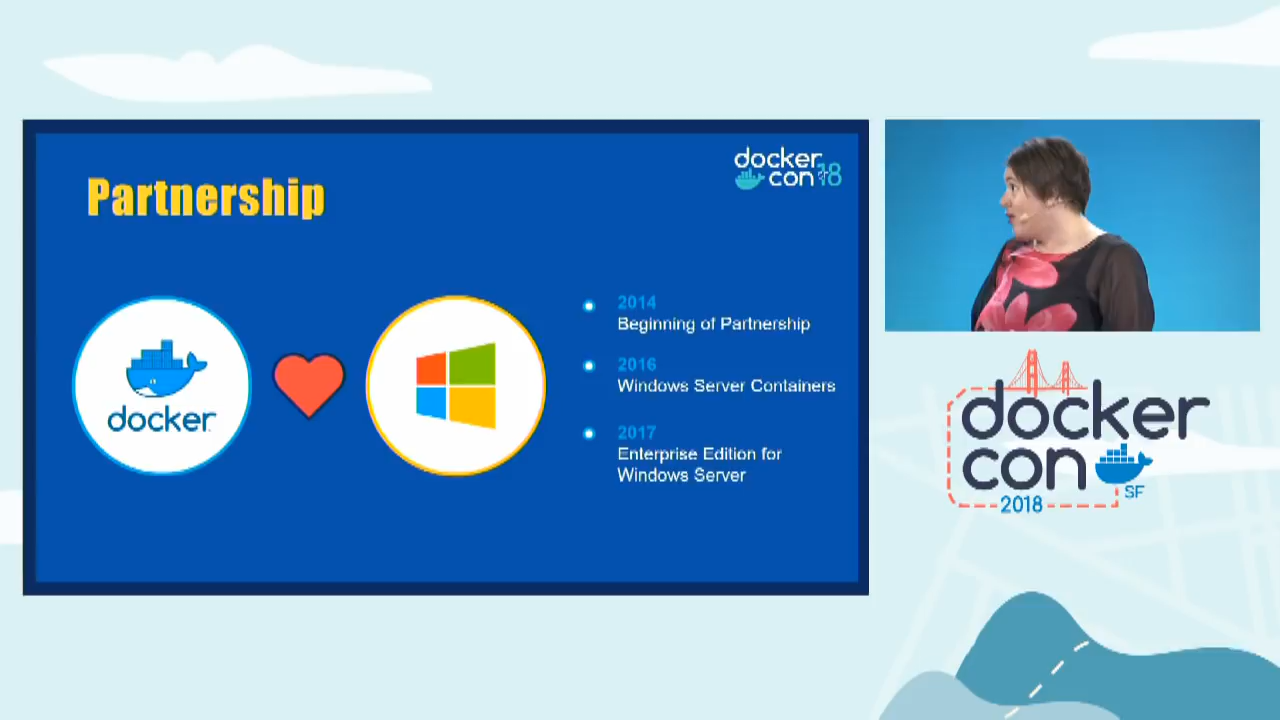 Partnership
docker
con 18
docker
2014
Beginning of Partnership
2016
Windows Server Containers
2017
Enterprise Edition for
Windows Server
docker
con
SF
2018